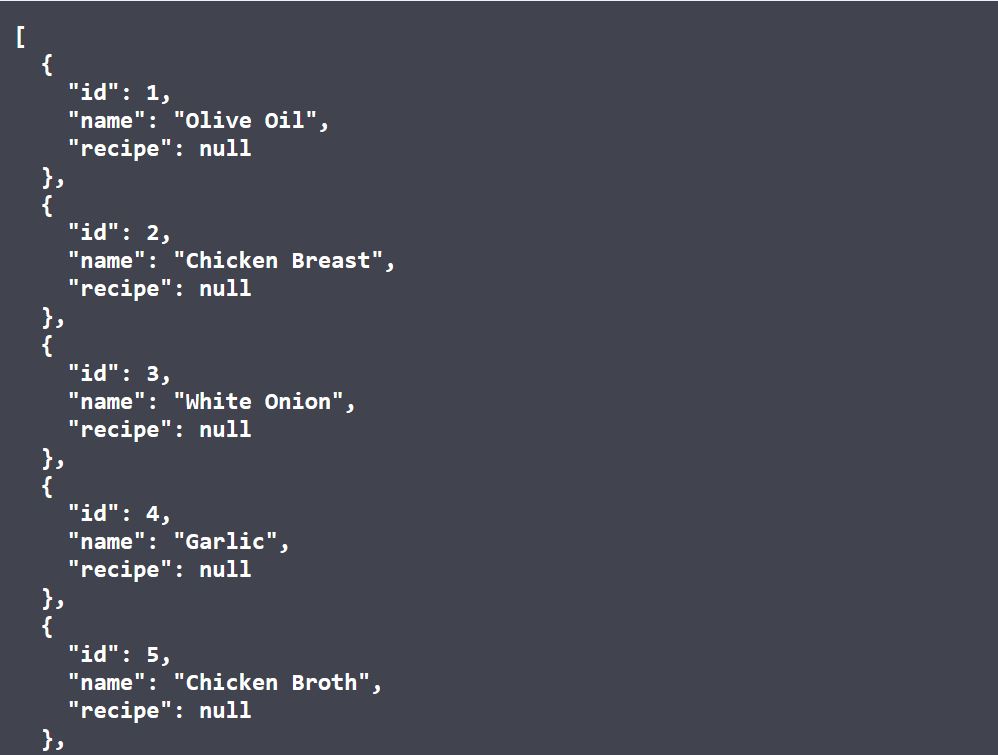 [
  {
    "id": 1,
    "name": "Olive Oil",
    "recipe": null
  },
  {
    "id": 2,
    "name": "Chicken Breast",
    "recipe": null
  },
  {
    "id": 3,
    "name": "White Onion",
    "recipe": null
  },
  {
    "id": 4,
    "name": "Garlic",
    "recipe": null
  },
  {
    "id": 5,
    "name": "Chicken Broth",
    "recipe": null
  },